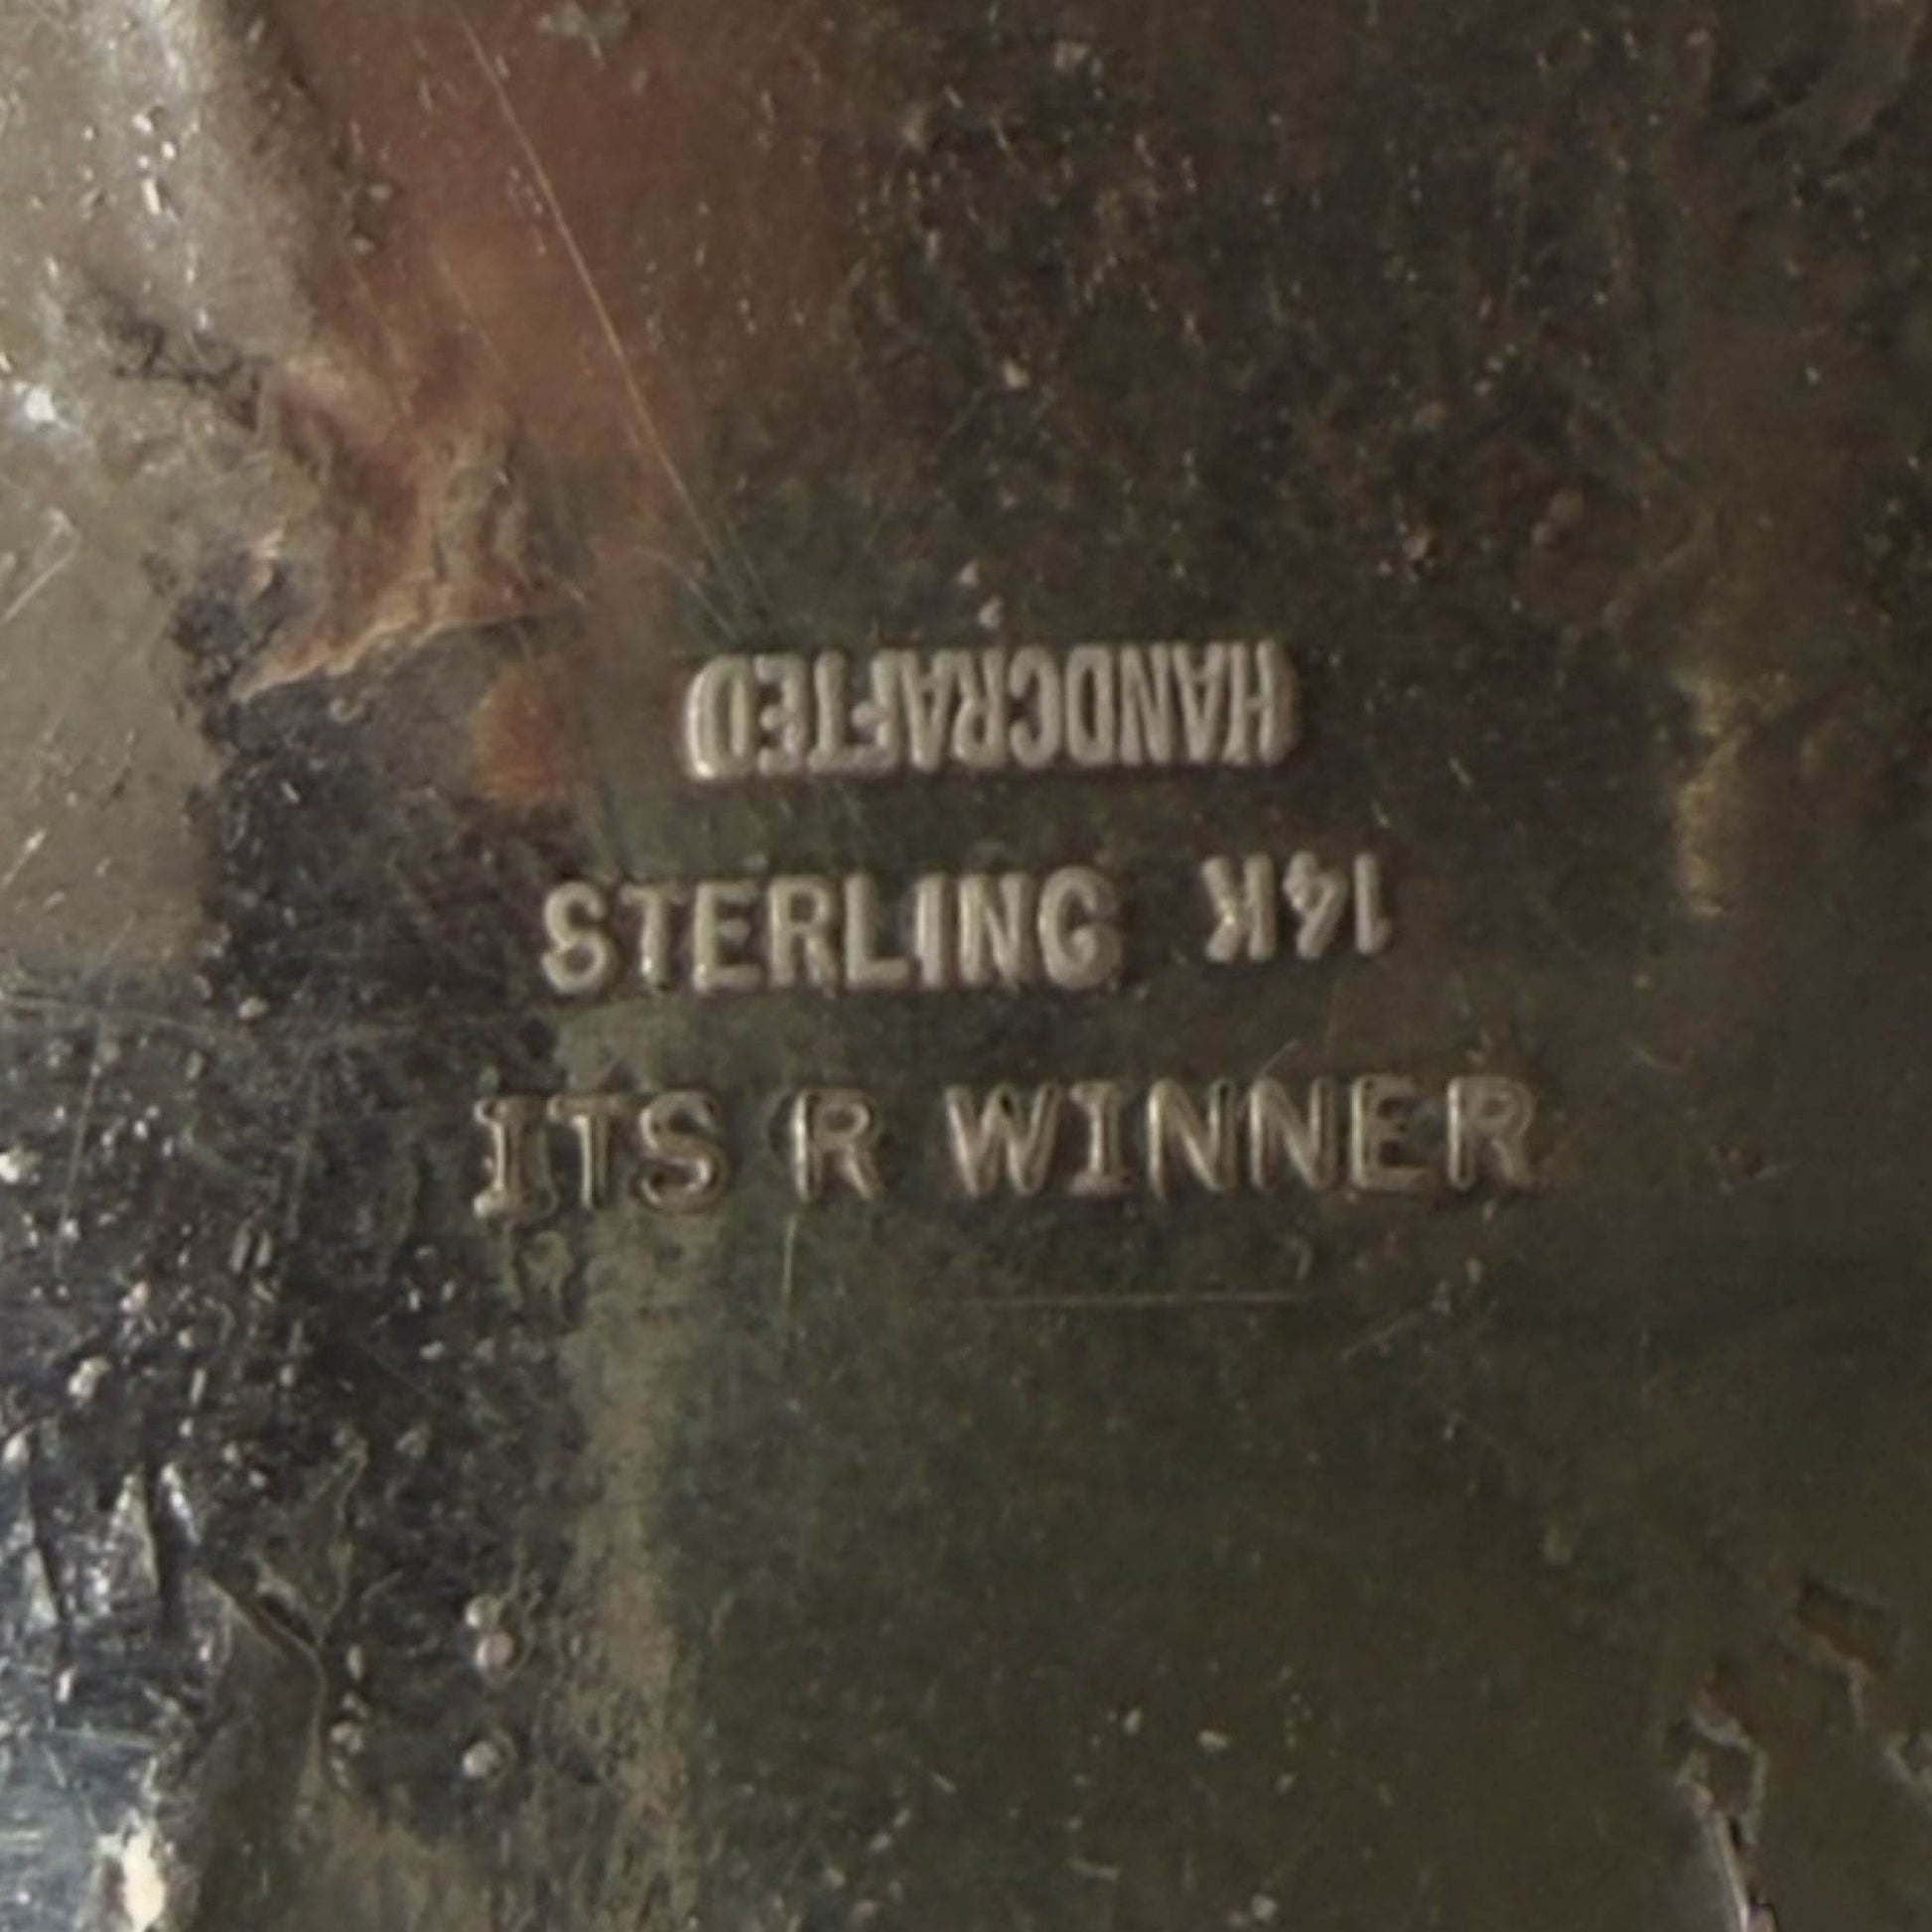 HANDCRAFTED
STERLING 14K
ITS R WINNER